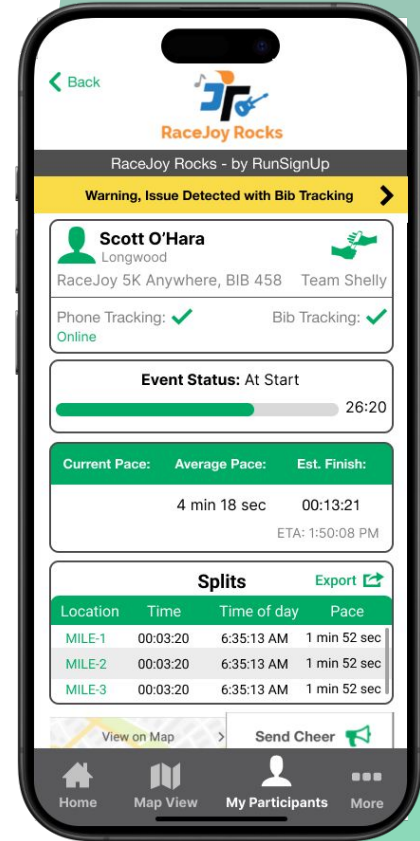 Back
RaceJoy Rocks
RaceJoy Rocks - by RunSignUp
Warning, Issue Detected with Bib Tracking
Scott O'Hara
Longwood
RaceJoy 5K Anywhere, BIB 458 Team Shelly
Phone Tracking: Bib Tracking:
Online
Event Status: At Start
26:20
Current Pace: Average Pace: Est. Finish:
4 min 18 sec 00:13:21
ETA: 1:50:08 PM
Splits Export
Location Time Time of day Pace
MILE-1 00:03:20 6:35:13 AM 1 min 52 sec
MILE-2 00:03:20 6:35:13 AM 1 min 52 sec
MILE-3 00:03:20 6:35:13 AM 1 min 52 sec
View on Map Send Cheer
Home Map View My Participants More